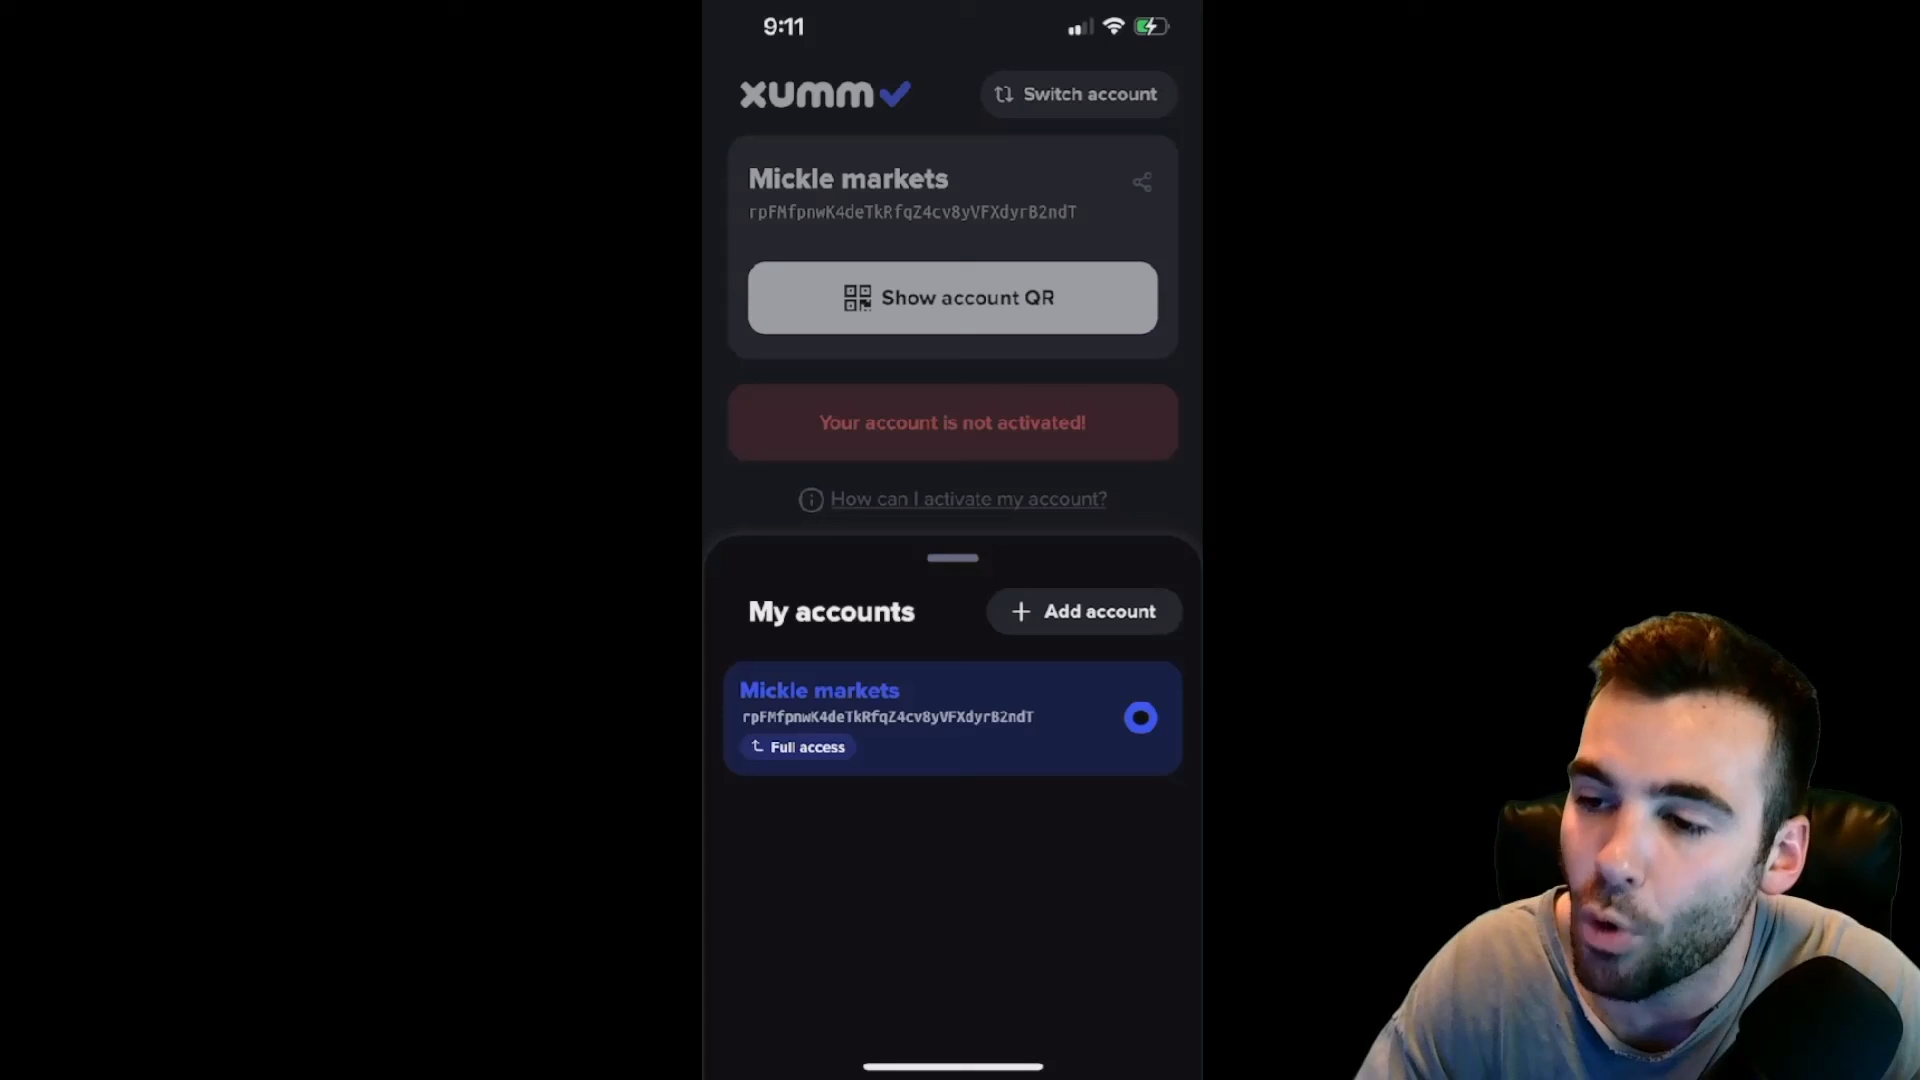 9:11
xumm
Switch account
Mickle markets
rpFMfpnwK4deTkRfqZ4cv8yVFXdyrB2ndT
Show account QR
Your account is not activated!
How can I activate my account?
My accounts
+ Add account
Mickle markets
rpFMfpnwK4deTkRfqZ4cv8yVFXdyrB2ndT
Full access